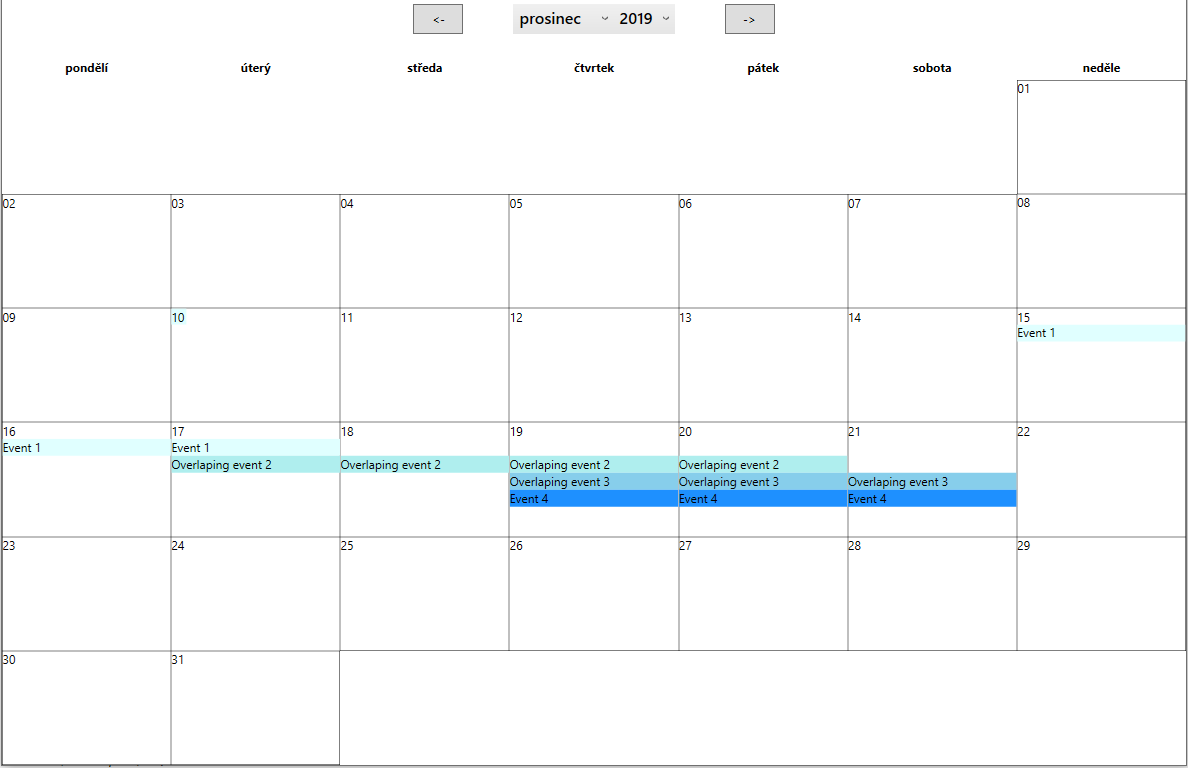 <- prosinec 2019 ->
pondělí úterý středa čtvrtek pátek sobota neděle
01
02 03 04 05 06 07 08
09 10 11 12 13 14 15
Event 1
16 17 18 19 20 21 22
Event 1 Event 1
Overlaping event 2 Overlaping event 2 Overlaping event 2 Overlaping event 2
Overlaping event 3 Overlaping event 3 Overlaping event 3
Event 4 Event 4 Event 4
23 24 25 26 27 28 29
30 31